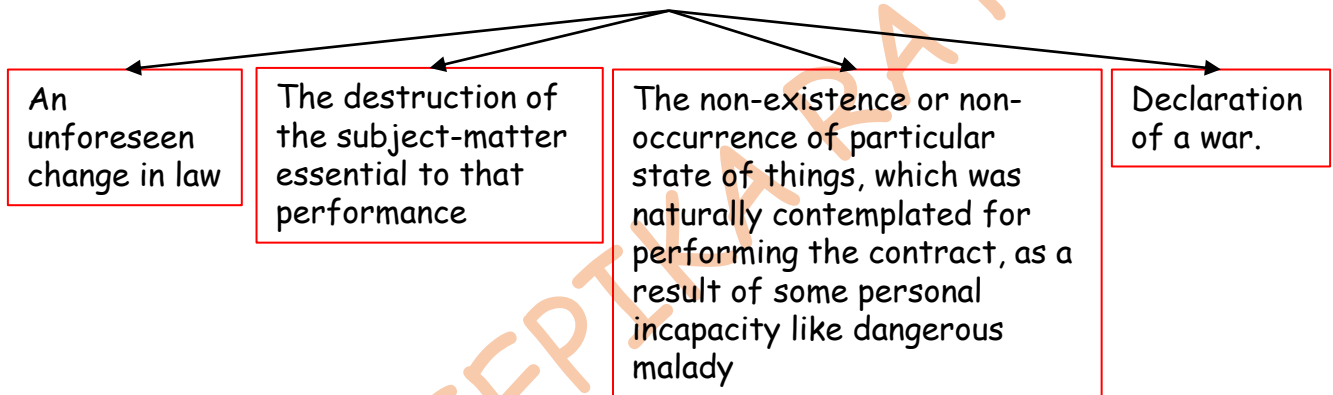 An
unforeseen
change in law
The destruction of
the subject-matter
essential to that
performance
The non-existence or non-
occurrence of particular
state of things, which was
naturally contemplated for
performing the contract, as a
result of some personal
incapacity like dangerous
malady
Declaration
of a war.
EPIKA RA